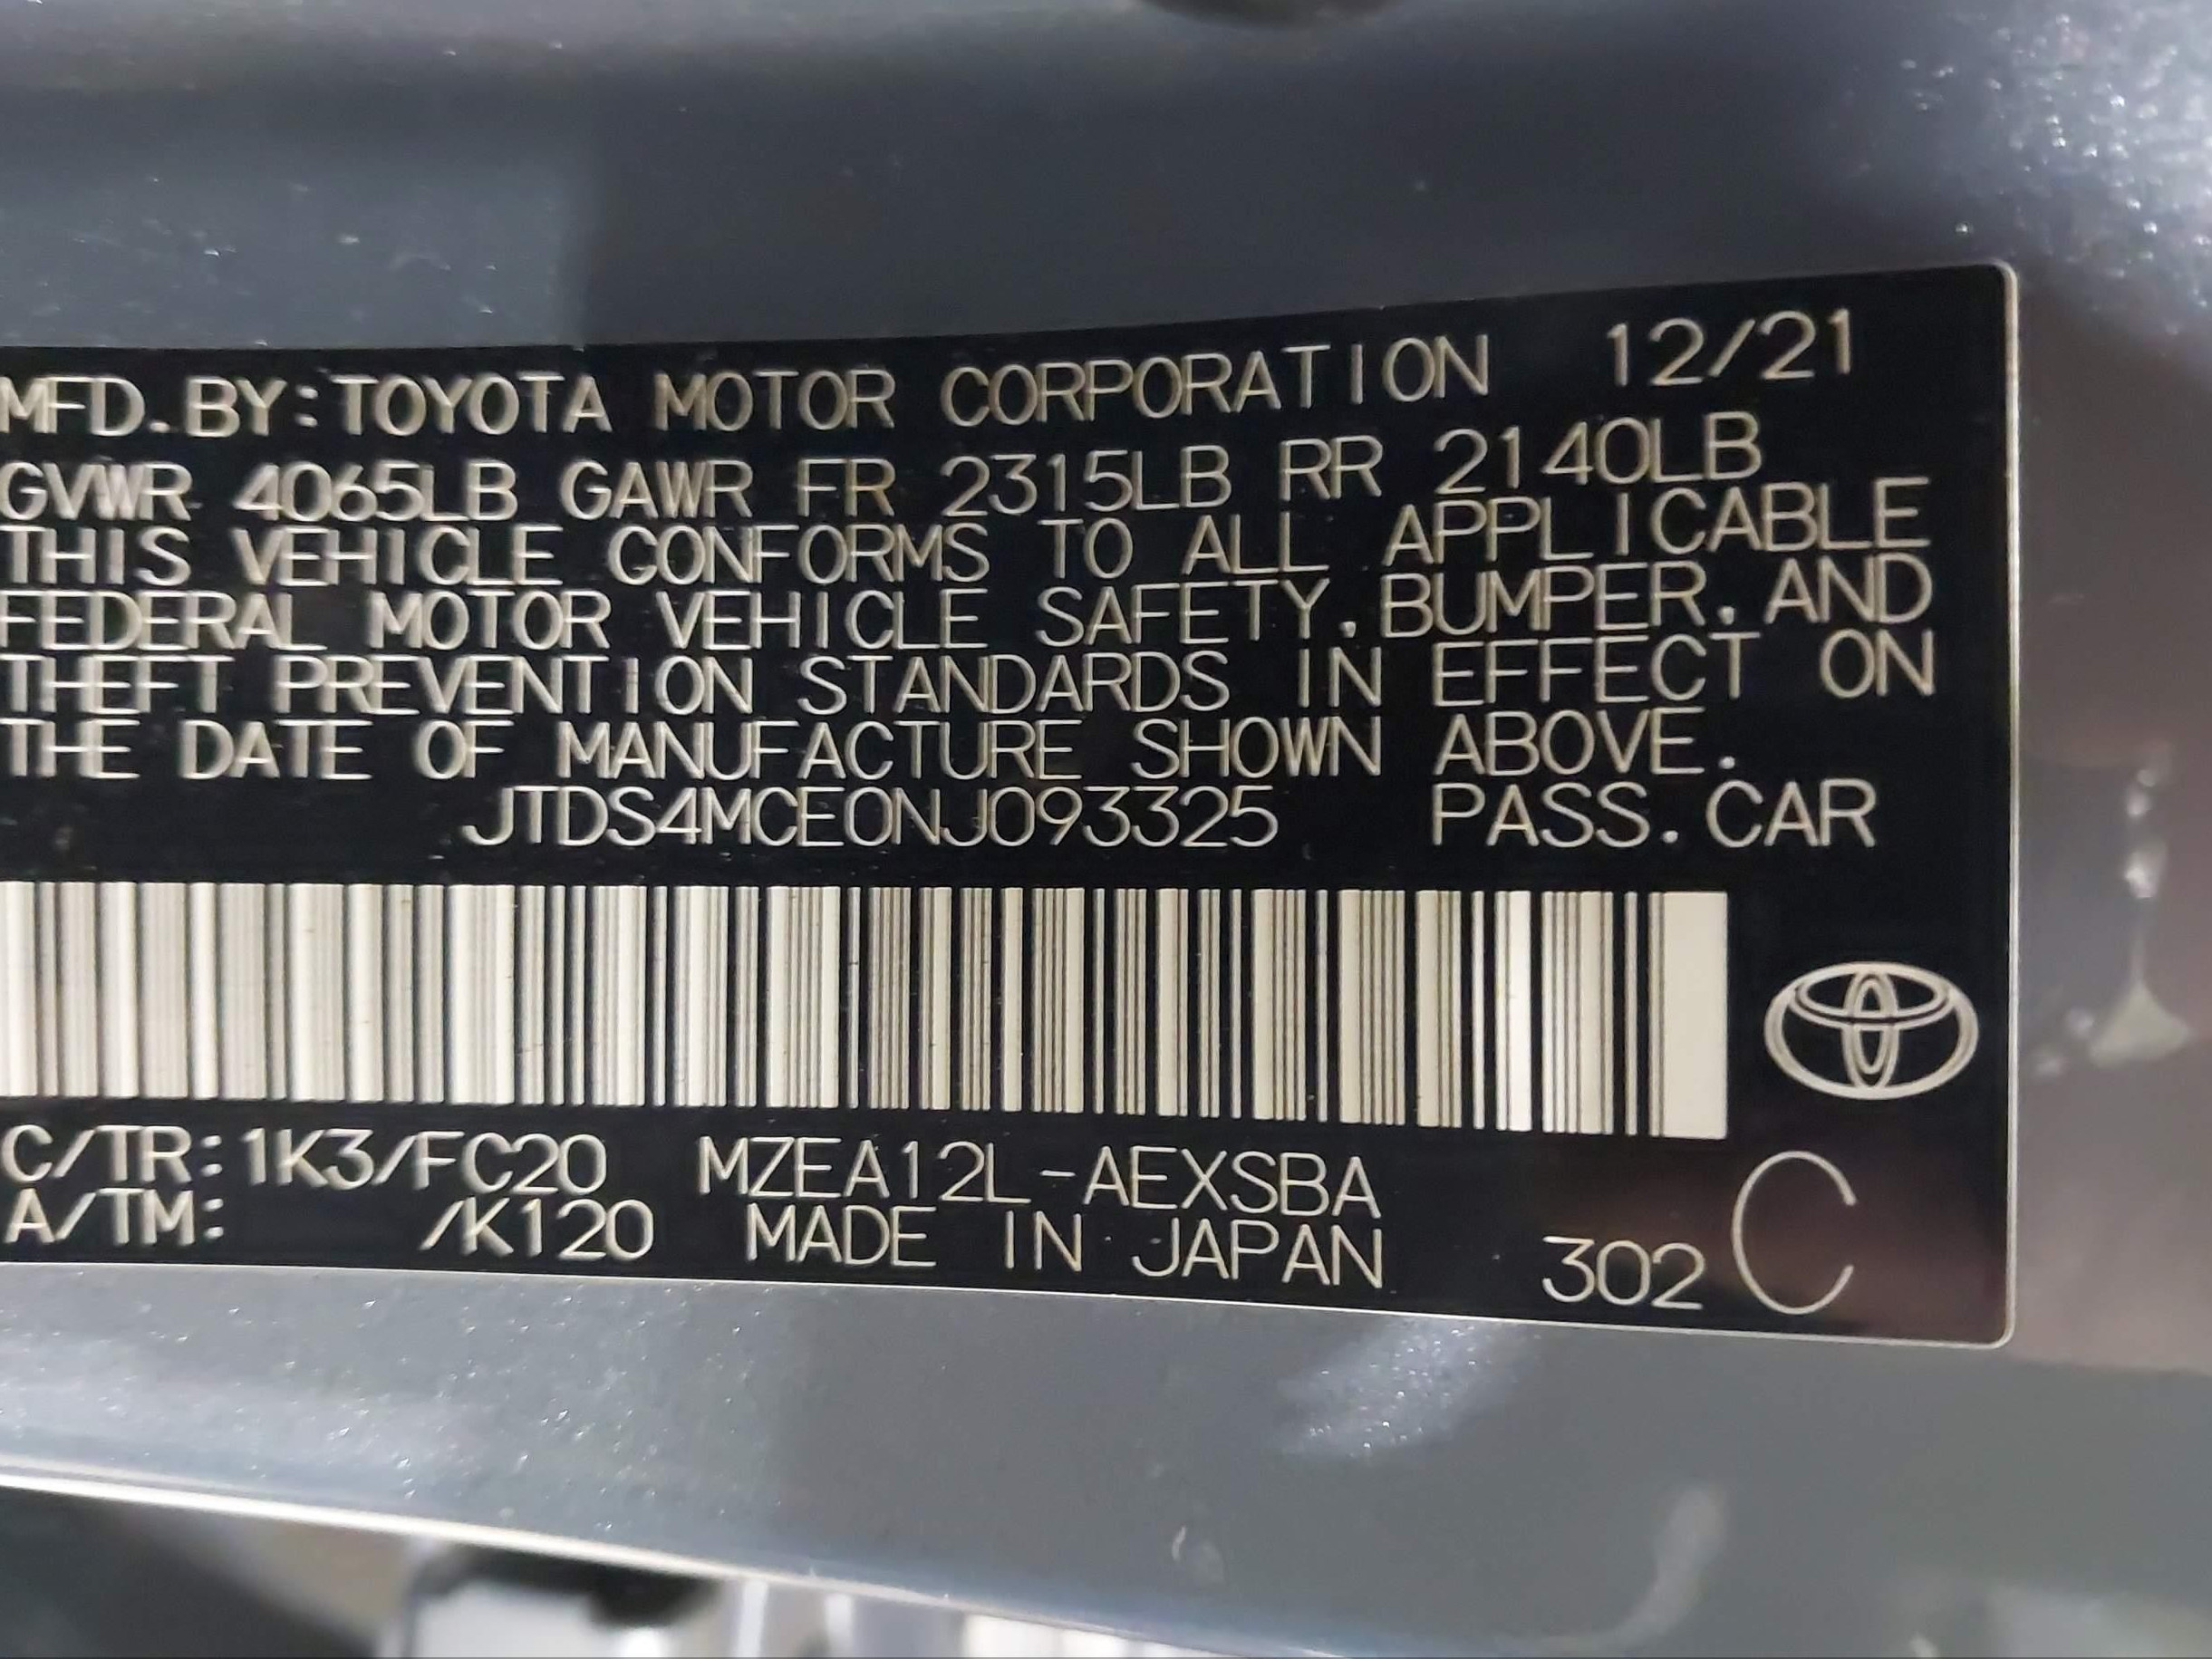 MFD.BY:TOYOTA MOTOR CORPORATION 12/21
GVWR 4065LB GAWR FR 2315LB RR 2140LB
THIS VEHICLE CONFORMS TO ALL APPLICABLE
FEDERAL MOTOR VEHICLE SAFETY,BUMPER,AND
THEFT PREVENTION STANDARDS IN EFFECT ON
THE DATE OF MANUFACTURE SHOWN ABOVE.
JTDS4MCE0NJ093325 PASS.CAR
C/TR:1K3/FC20 MZEA12L-AEXSBA
A/TM: /K120 MADE IN JAPAN 302 C